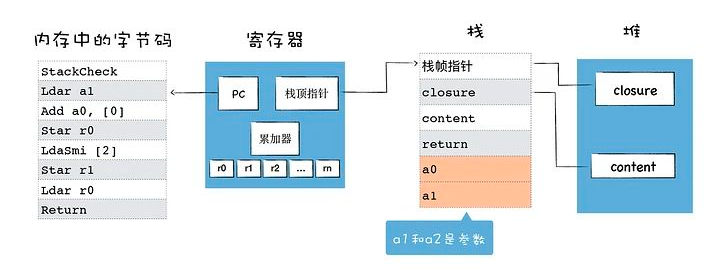 内存中的字节码
StackCheck
Ldar a1
Add a0, [0]
Star r0
LdaSmi [2]
Star r1
Ldar r0
Return
寄存器
PC
栈顶指针
累加器
r0
r1
r2
...
rn
栈
栈帧指针
closure
content
return
a0
a1
a1和a2是参数
堆
closure
content